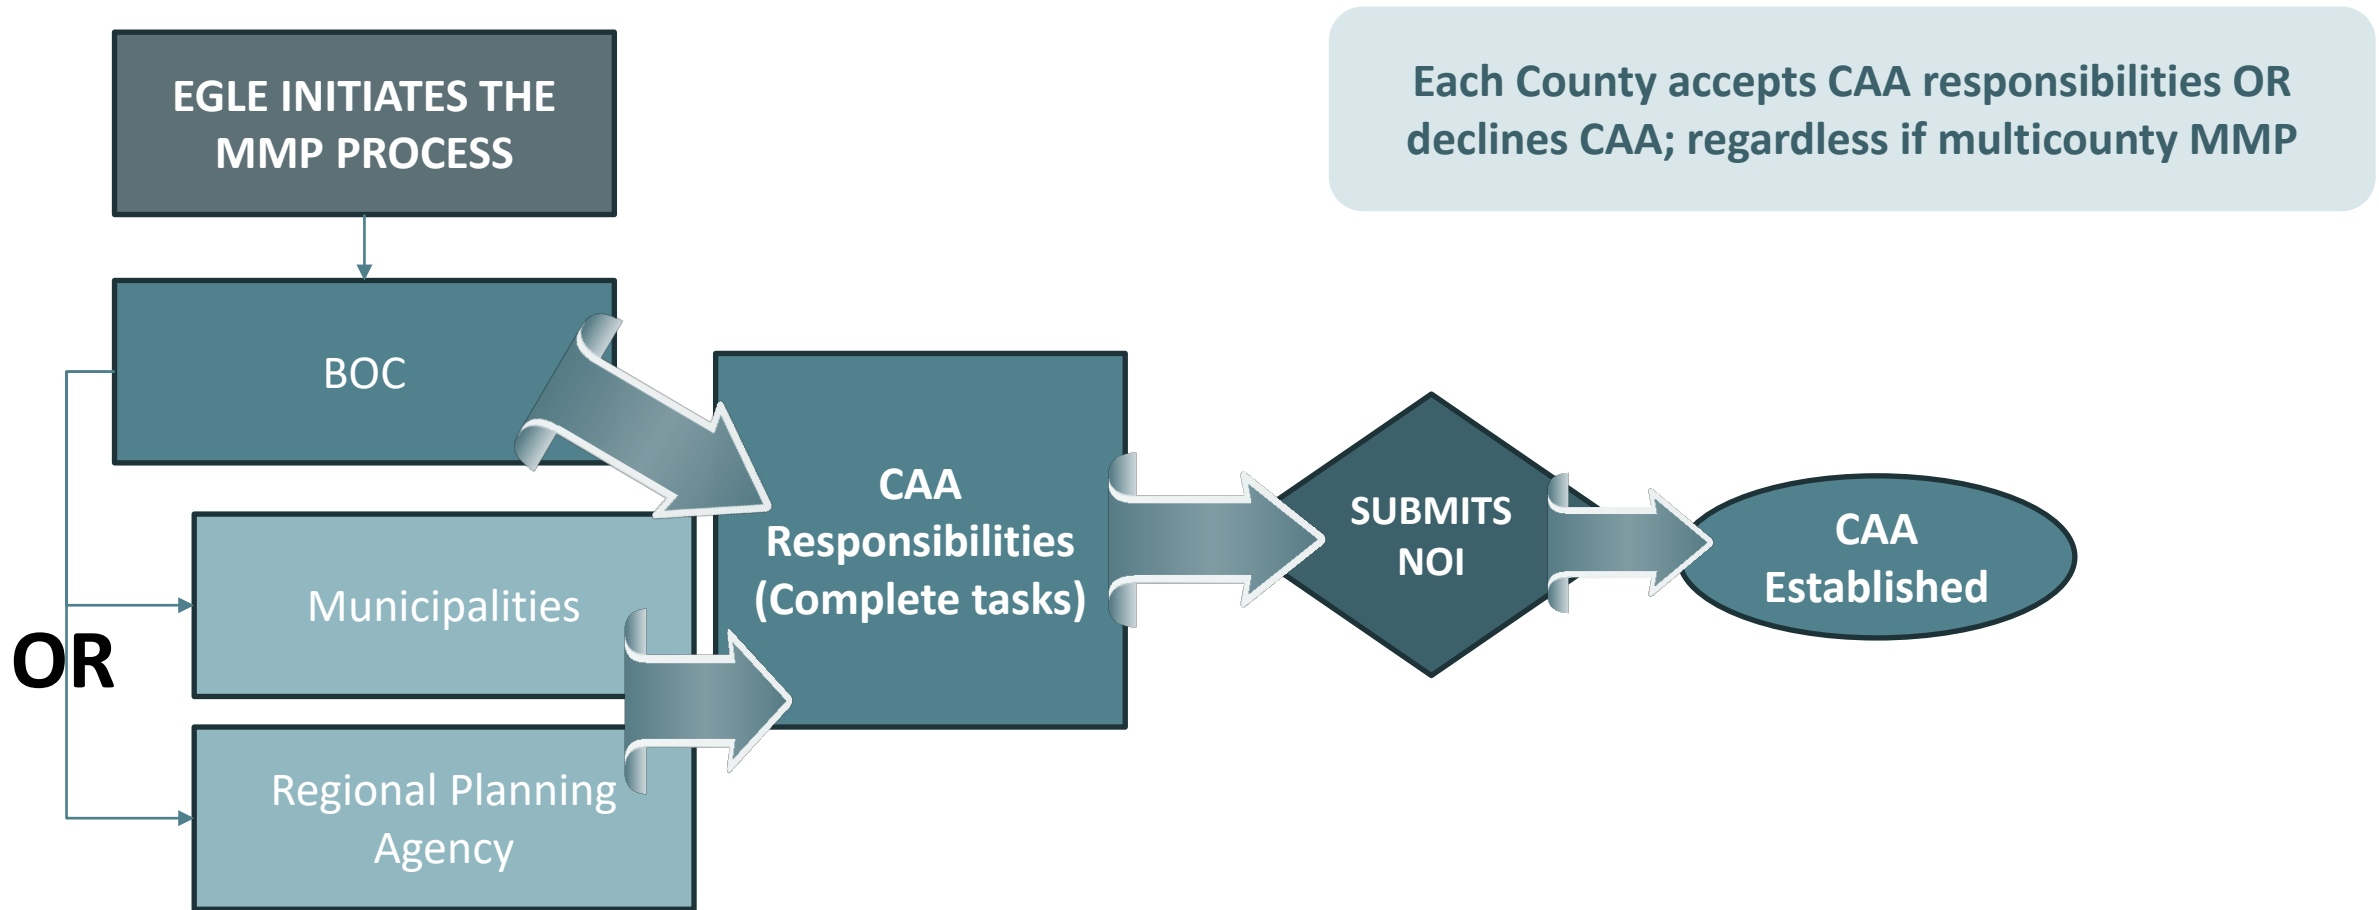 EGLE INITIATES THE
MMP PROCESS
Each County accepts CAA responsibilities OR
declines CAA; regardless if multicounty MMP
BOC
Municipalities
OR
Regional Planning
Agency
CAA
Responsibilities
(Complete tasks)
SUBMITS
NOI
CAA
Established